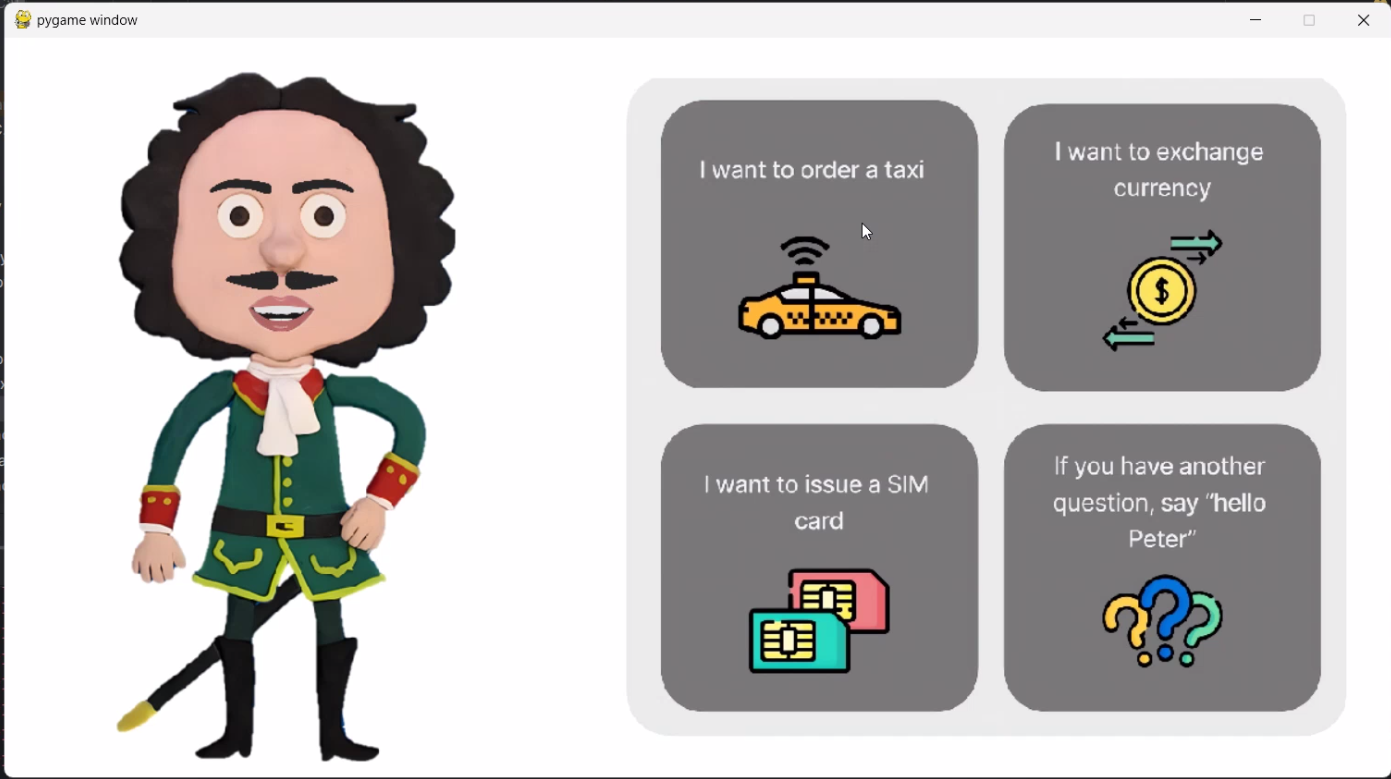 pygame window
I want to order a taxi
I want to exchange
currency
$
I want to issue a SIM
card
If you have another
question, say “hello
Peter”